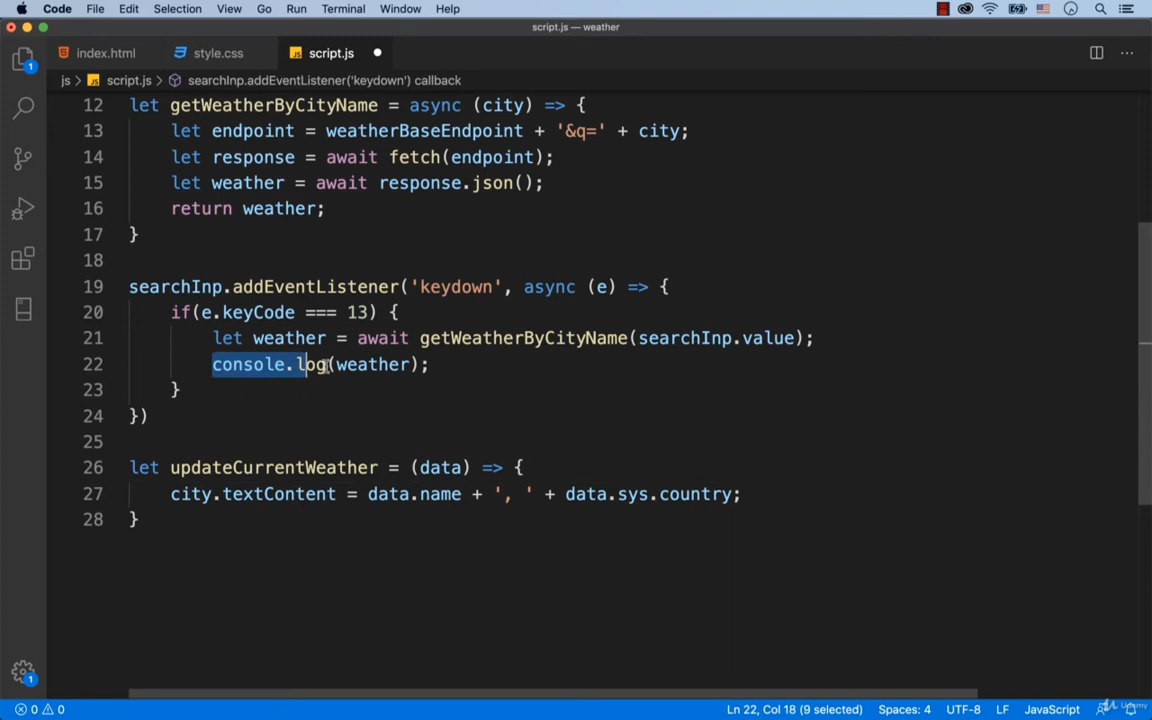 Code File Edit Selection View Go Run Terminal Window Help
script.js — weather
index.html style.css script.js
js > script.js > searchInp.addEventListener('keydown') callback
12 let getWeatherByCityName = async (city) => {
13 let endpoint = weatherBaseEndpoint + '&q=' + city;
14 let response = await fetch(endpoint);
15 let weather = await response.json();
16 return weather;
17 }
18
19 searchInp.addEventListener('keydown', async (e) => {
20 if(e.keyCode === 13) {
21 let weather = await getWeatherByCityName(searchInp.value);
22 console.log(weather);
23 }
24 })
25
26 let updateCurrentWeather = (data) => {
27 city.textContent = data.name + ', ' + data.sys.country;
28 }
1
1
0 0 Ln 22, Col 18 (9 selected) Spaces: 4 UTF-8 LF JavaScript
Udemy